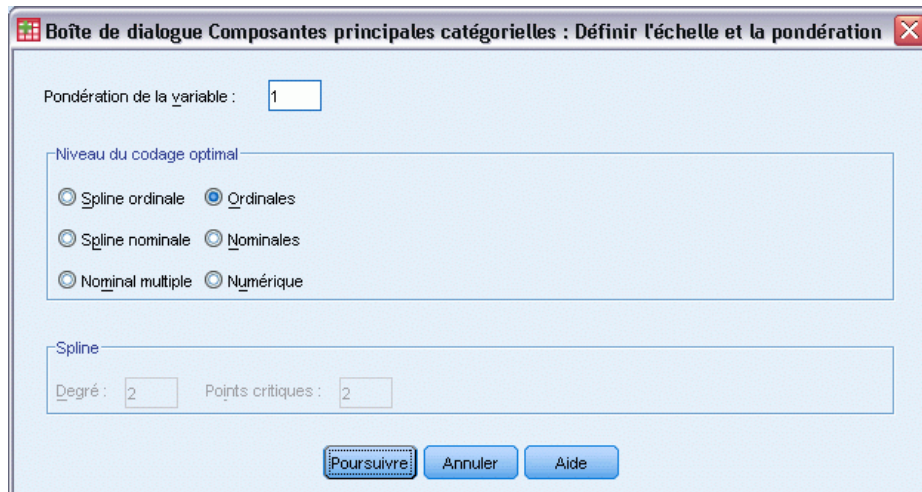 Boîte de dialogue Composantes principales catégorielles : Définir l'échelle et la pondération
Pondération de la variable : 1
Niveau du codage optimal
Spline ordinale Ordinales
Spline nominale Nominales
Nominal multiple Numérique
Spline
Degré : 2 Points critiques : 2
Poursuivre Annuler Aide